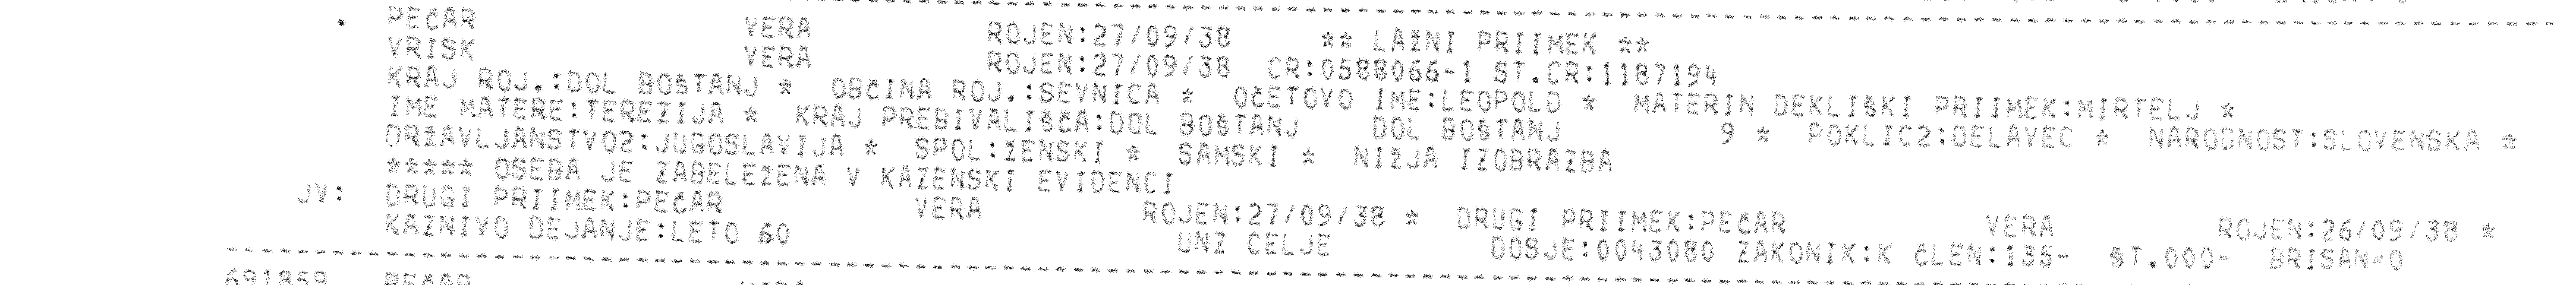 PEČAR VERA ROJEN:27/09/38 ** LAŽNI PRIIMEK **
VRISK VERA ROJEN:27/09/38 CR:0588066-1 ST.CR:1187194
KRAJ ROJ.:DOL BOŠTANJ * OBČINA ROJ.:SEVNICA * OČETOVO IME:LEOPOLD * MATERIN DEKLIŠKI PRIIMEK:MIRTELJ *
IME MATERE:TEREZIJA * KRAJ PREBIVALIŠČA:DOL BOŠTANJ DOL BOŠTANJ 9 * POKLIC2:DELAVEC * NARODNOST:SLOVENSKA *
DRŽAVLJANSTVO2:JUGOSLAVIJA * SPOL:ŽENSKI * SAMSKI * NIŽJA IZOBRAZBA
***** OSEBA JE ZABELEŽENA V KAZENSKI EVIDENCI
JV: DRUGI PRIIMEK:PEČAR VERA ROJEN:27/09/38 * DRUGI PRIIMEK:PEČAR VERA ROJEN:26/09/38 *
KAZNIVO DEJANJE:LETO 60 UNZ CELJE DOSJE:0043080 ZAKONIK:K ČLEN:135- ŠT.000- BRISAN=0
691859 PEČAR